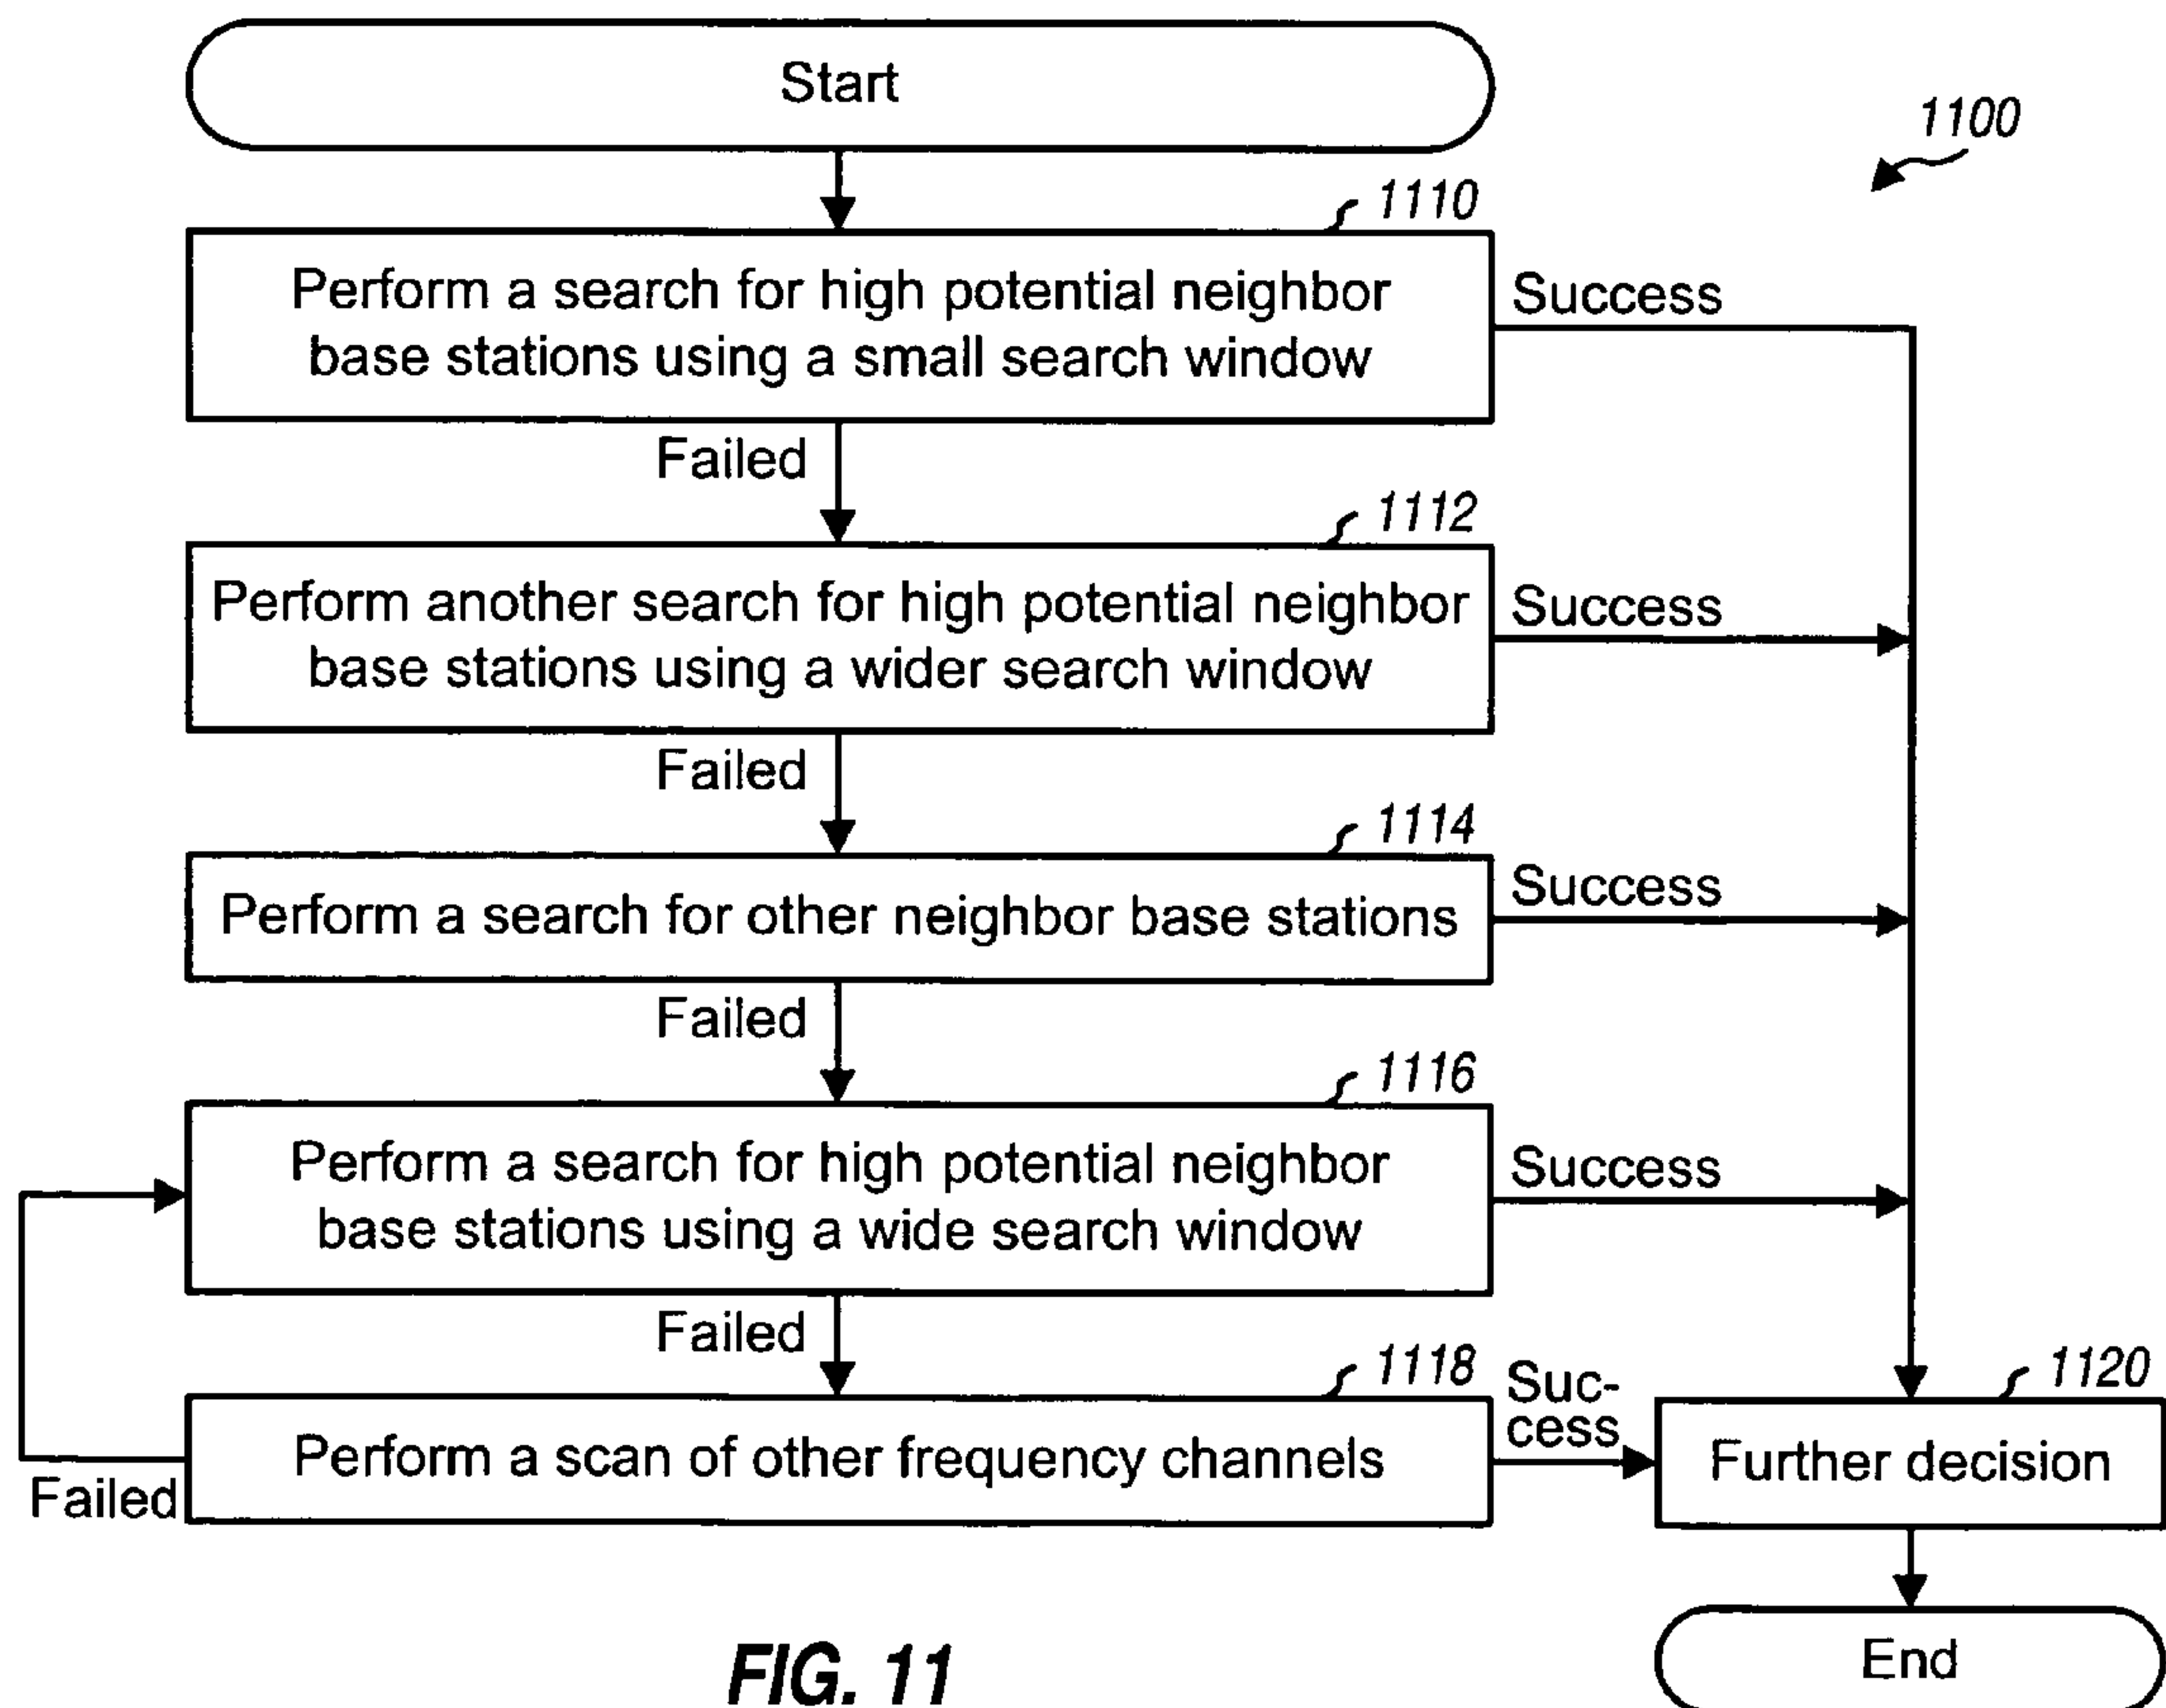 Start
1100
1110
Perform a search for high potential neighbor
base stations using a small search window
Success
Failed
1112
Perform another search for high potential neighbor
base stations using a wider search window
Success
Failed
1114
Perform a search for other neighbor base stations
Success
Failed
1116
Perform a search for high potential neighbor
base stations using a wide search window
Success
Failed
1118
Perform a scan of other frequency channels
Suc-
cess
Failed
1120
Further decision
End
FIG. 11